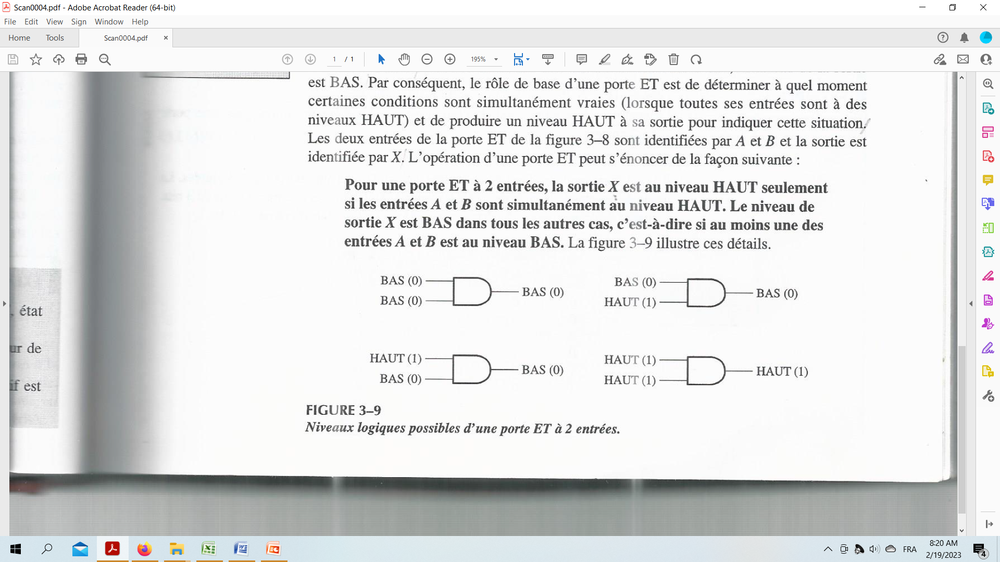 Scan0004.pdf - Adobe Acrobat Reader (64-bit)
File Edit View Sign Window Help
Home Tools Scan0004.pdf
1 / 1 195%
est BAS. Par conséquent, le rôle de base d'une porte ET est de déterminer à quel moment
certaines conditions sont simultanément vraies (lorsque toutes ses entrées sont à des
niveaux HAUT) et de produire un niveau HAUT à sa sortie pour indiquer cette situation.
Les deux entrées de la porte ET de la figure 3–8 sont identifiées par A et B et la sortie est
identifiée par X. L'opération d'une porte ET peut s'énoncer de la façon suivante :
Pour une porte ET à 2 entrées, la sortie X est au niveau HAUT seulement
si les entrées A et B sont simultanément au niveau HAUT. Le niveau de
sortie X est BAS dans tous les autres cas, c'est-à-dire si au moins une des
entrées A et B est au niveau BAS. La figure 3–9 illustre ces détails.
BAS (0)
BAS (0)
BAS (0)
BAS (0)
HAUT (1)
BAS (0)
HAUT (1)
BAS (0)
BAS (0)
HAUT (1)
HAUT (1)
HAUT (1)
FIGURE 3–9
Niveaux logiques possibles d'une porte ET à 2 entrées.
, état
ur de
if est
FRA
8:20 AM
2/19/2023
4